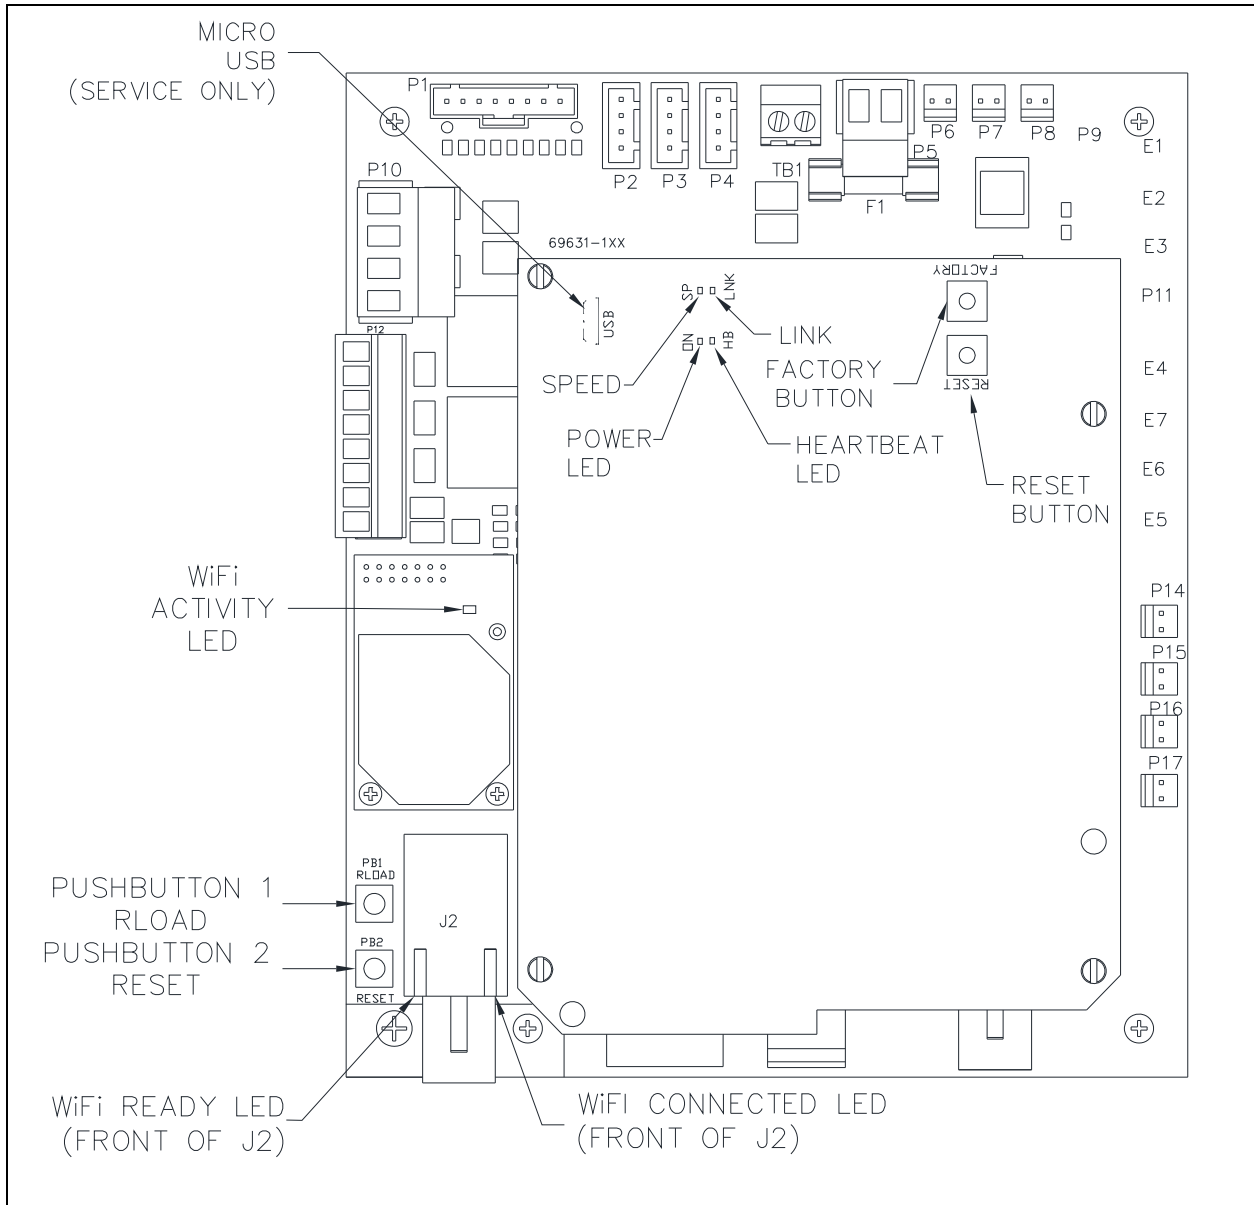 MICRO
USB
(SERVICE ONLY)
P1
P2
P3
P4
TB1
P5
F1
P6
P7
P8
P9
E1
E2
E3
P11
E4
E7
E6
E5
P10
69631-1XX
P12
USB
SP
LNK
ON
HB
FACTORY
RESET
SPEED
LINK
FACTORY
BUTTON
POWER
LED
HEARTBEAT
LED
RESET
BUTTON
WiFi
ACTIVITY
LED
P14
P15
P16
P17
PB1
RLOAD
PUSHBUTTON 1
RLOAD
J2
PB2
PUSHBUTTON 2
RESET
RESET
WiFi READY LED
(FRONT OF J2)
WiFI CONNECTED LED
(FRONT OF J2)